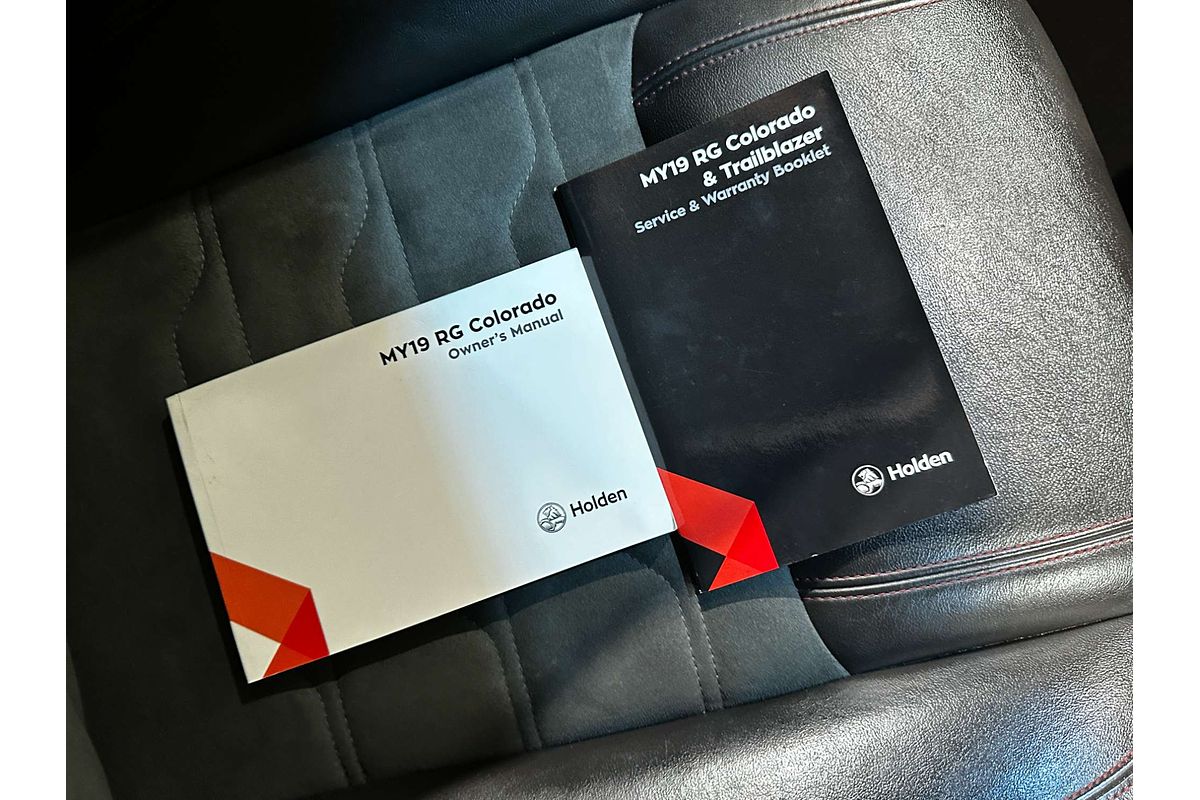 MY19 RG Colorado
Owner's Manual
Holden
MY19 RG Colorado
& Trailblazer
Service & Warranty Booklet
Holden